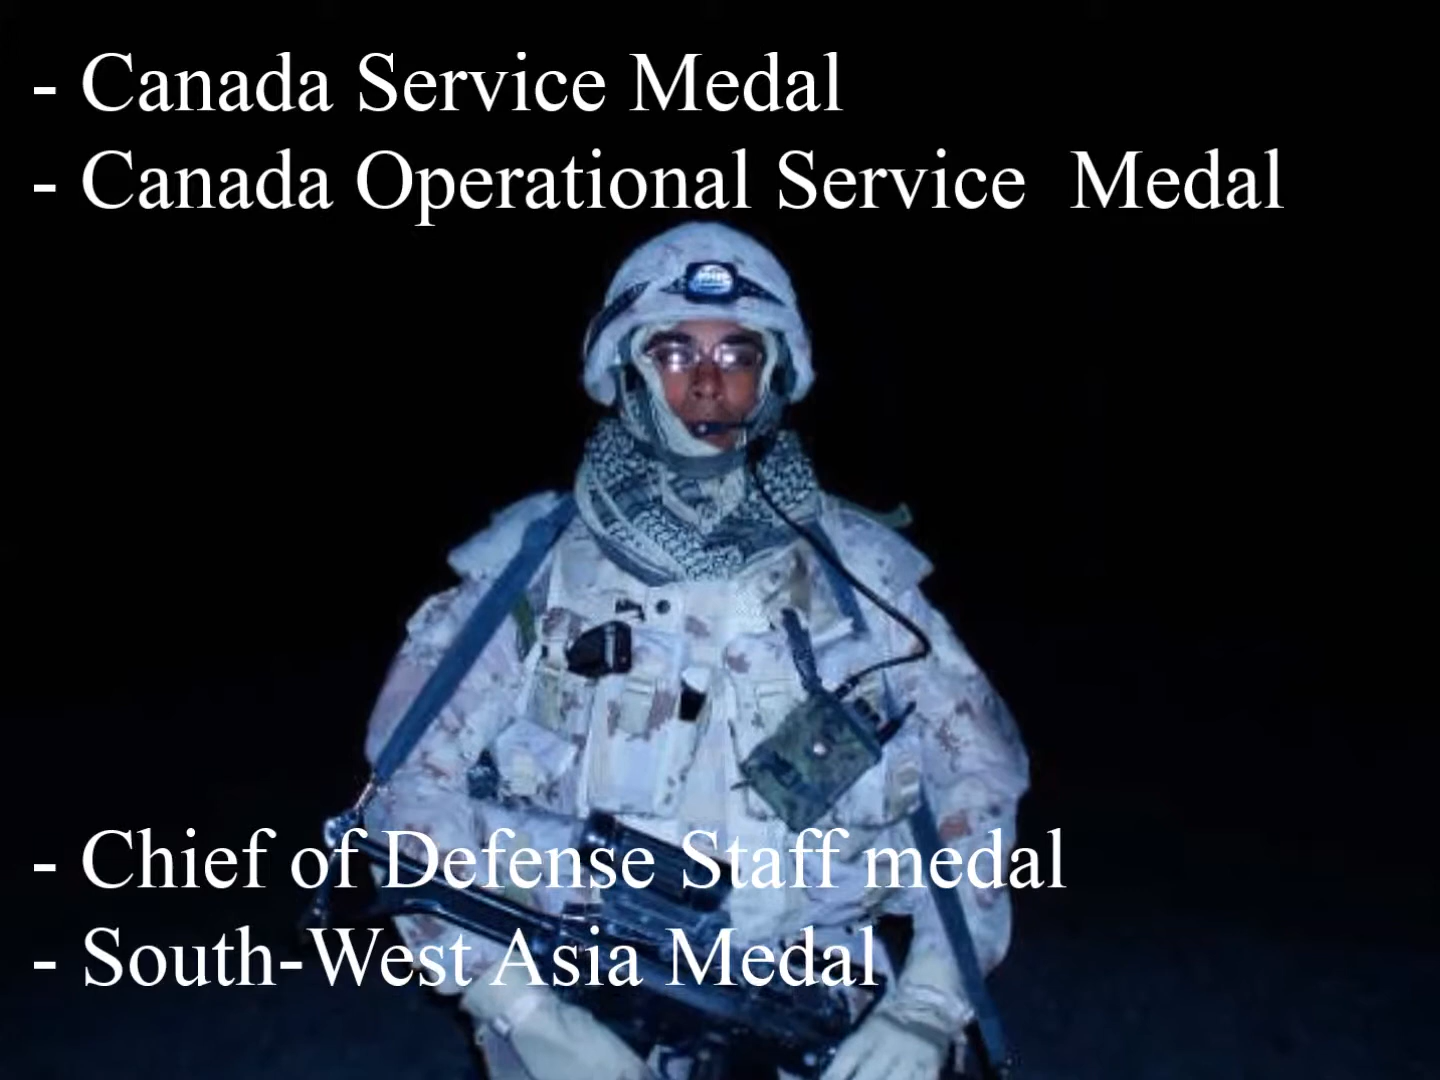 - Canada Service Medal
- Canada Operational Service Medal
- Chief of Defense Staff medal
- South-West Asia Medal